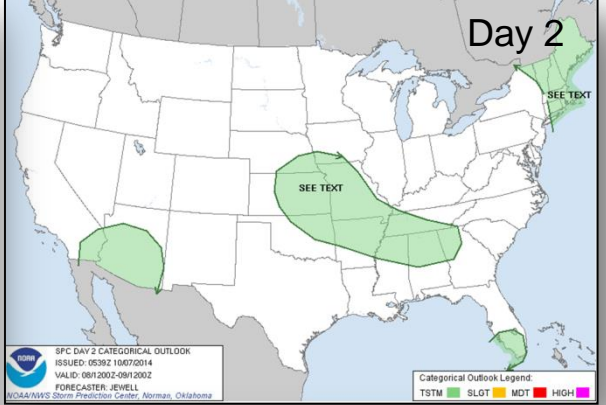 Day 2
SEE TEXT
SEE TEXT
NOAA
SPC DAY 2 CATEGORICAL OUTLOOK
ISSUED: 0539Z 10/07/2014
VALID: 08/1200Z-09/1200Z
FORECASTER: JEWELL
NOAA/NWS Storm Prediction Center, Norman, Oklahoma
Categorical Outlook Legend:
TSTM SLGT MDT HIGH